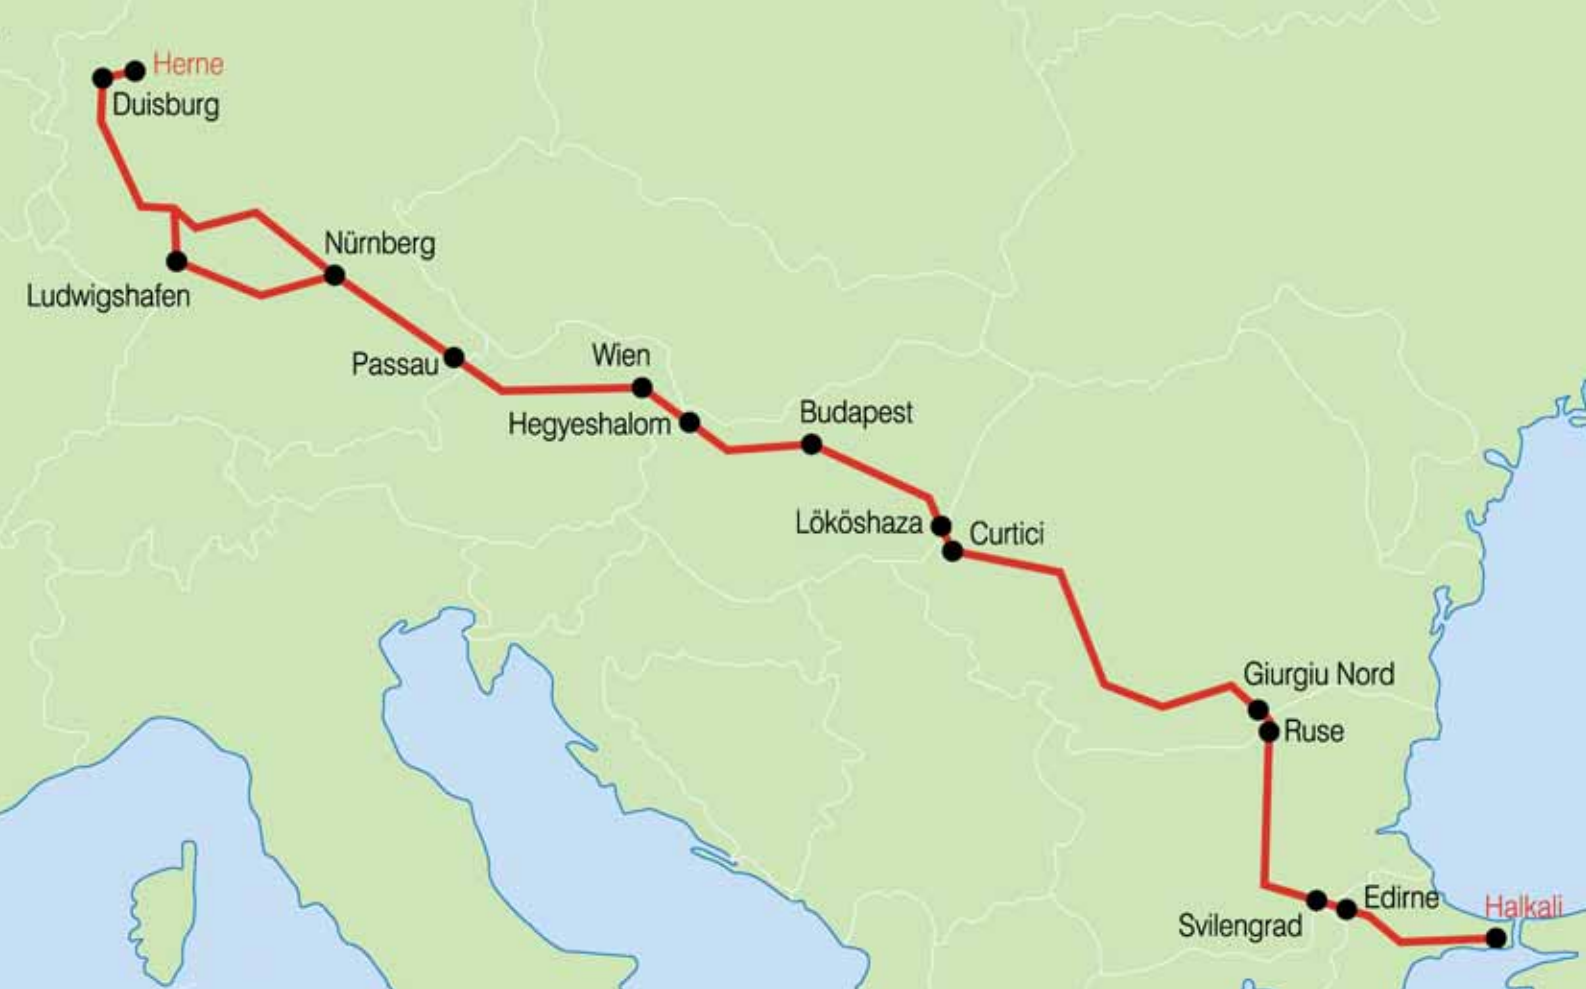 Herne
Duisburg
Nürnberg
Ludwigshafen
Passau
Wien
Hegyeshalom
Budapest
Lököshaza
Curtici
Giurgiu Nord
Ruse
Edirne
Svilengrad
Halkali